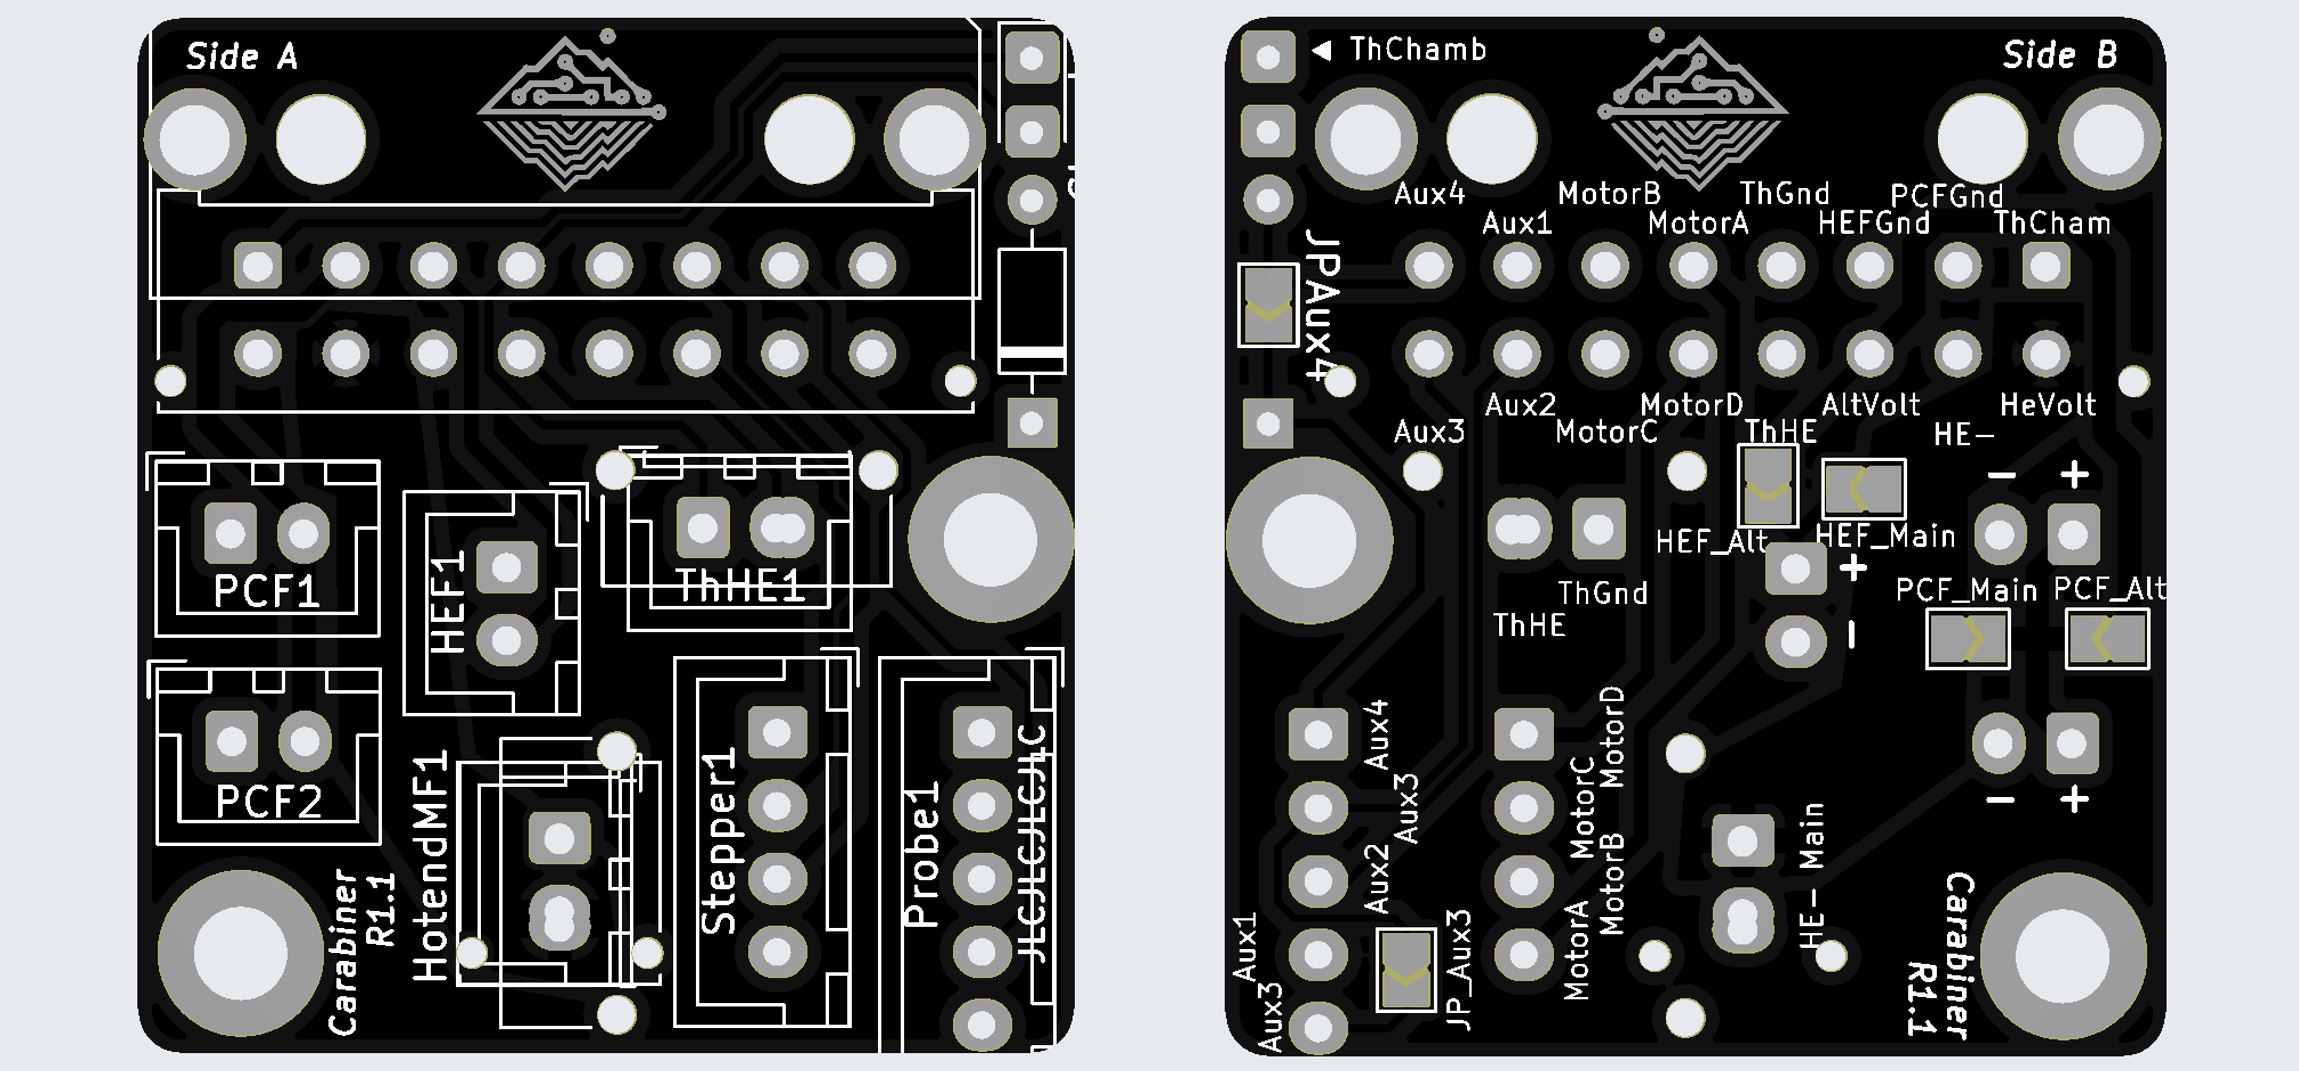 Side A
PCF1
HEF1
ThHE1
PCF2
HotendMF1
Stepper1
Probe1
JLCJLCJLCJLC
Carabiner
R1.1
◄ ThChamb
Side B
Aux4
MotorB
ThGnd
PCFGnd
Aux1
MotorA
HEFGnd
ThCham
JPAux4
Aux2
MotorD
AltVolt
HeVolt
Aux3
MotorC
ThHE
HE-
- +
HEF_Alt
HEF_Main
+
-
ThGnd
ThHE
PCF_Main
PCF_Alt
Aux4
Aux3
Aux2
Aux1
Aux3
JP_Aux3
MotorD
MotorC
MotorB
MotorA
HE- Main
- +
Carabiner
R1.1